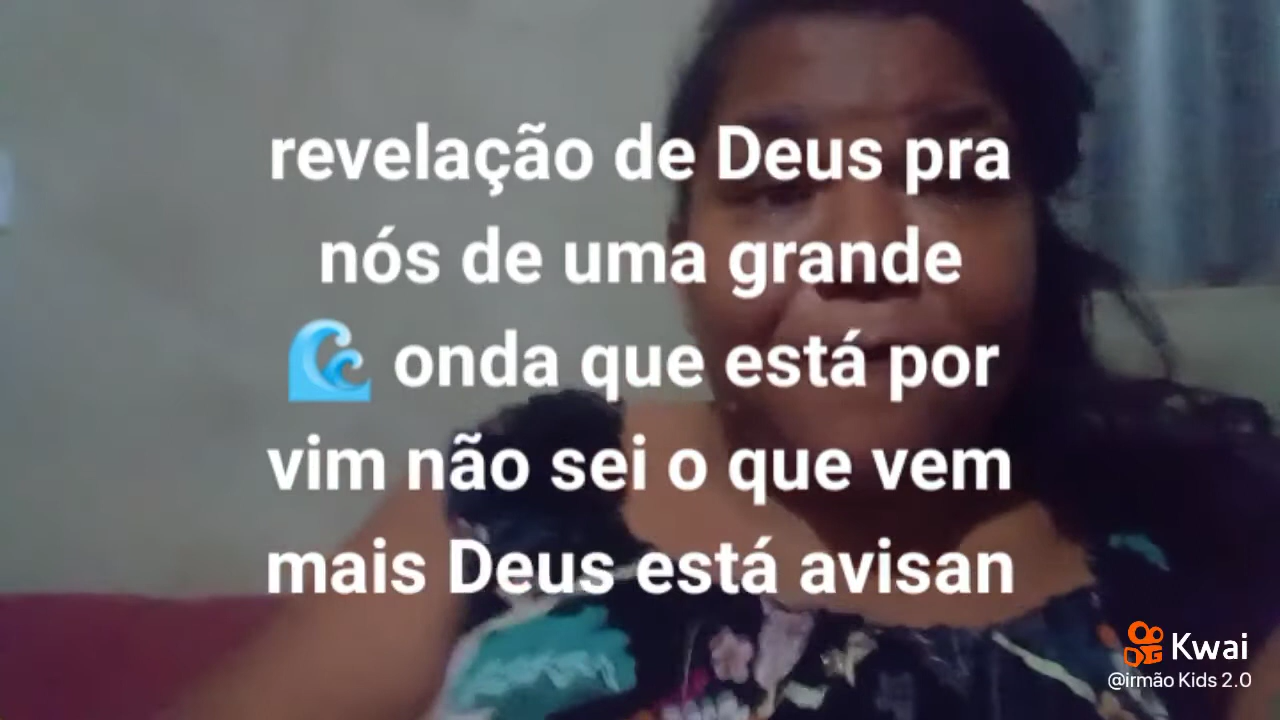 revelação de Deus pra
nós de uma grande
🌊 onda que está por
vim não sei o que vem
mais Deus está avisan
Kwai
@irmão Kids 2.0